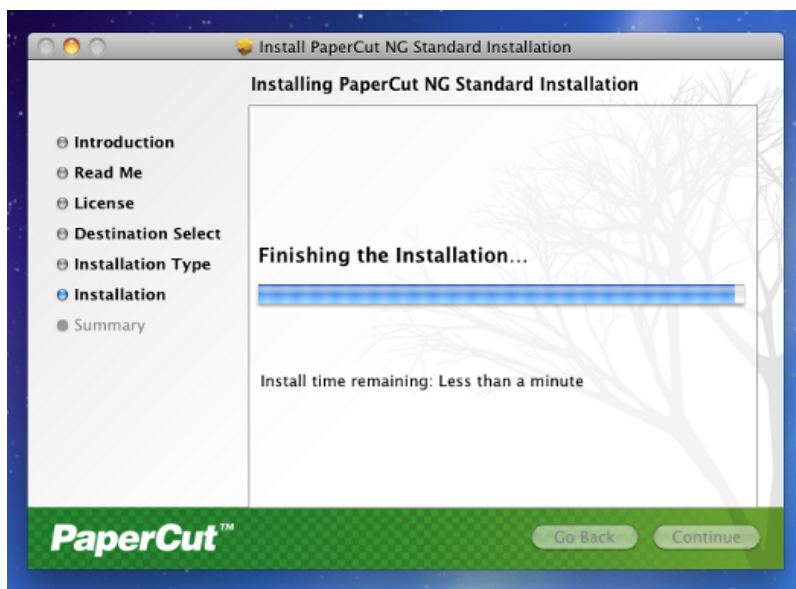 Install PaperCut NG Standard Installation
Installing PaperCut NG Standard Installation
Introduction
Read Me
License
Destination Select
Installation Type
Installation
Summary
Finishing the Installation...
Install time remaining: Less than a minute
PaperCut™
Go Back
Continue